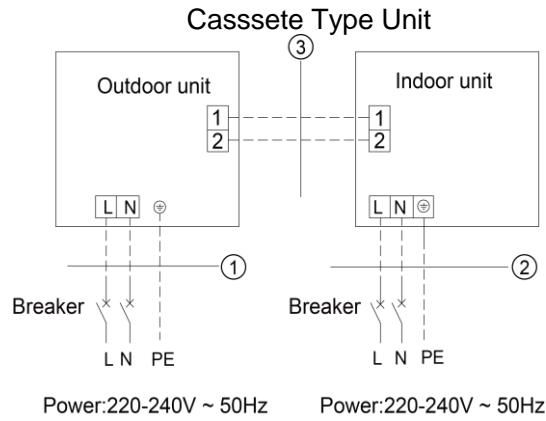 Casssete Type Unit
③
Outdoor unit
Indoor unit
1
1
2
2
L N
L N
①
②
Breaker
Breaker
L N PE
L N PE
Power:220-240V ~ 50Hz
Power:220-240V ~ 50Hz